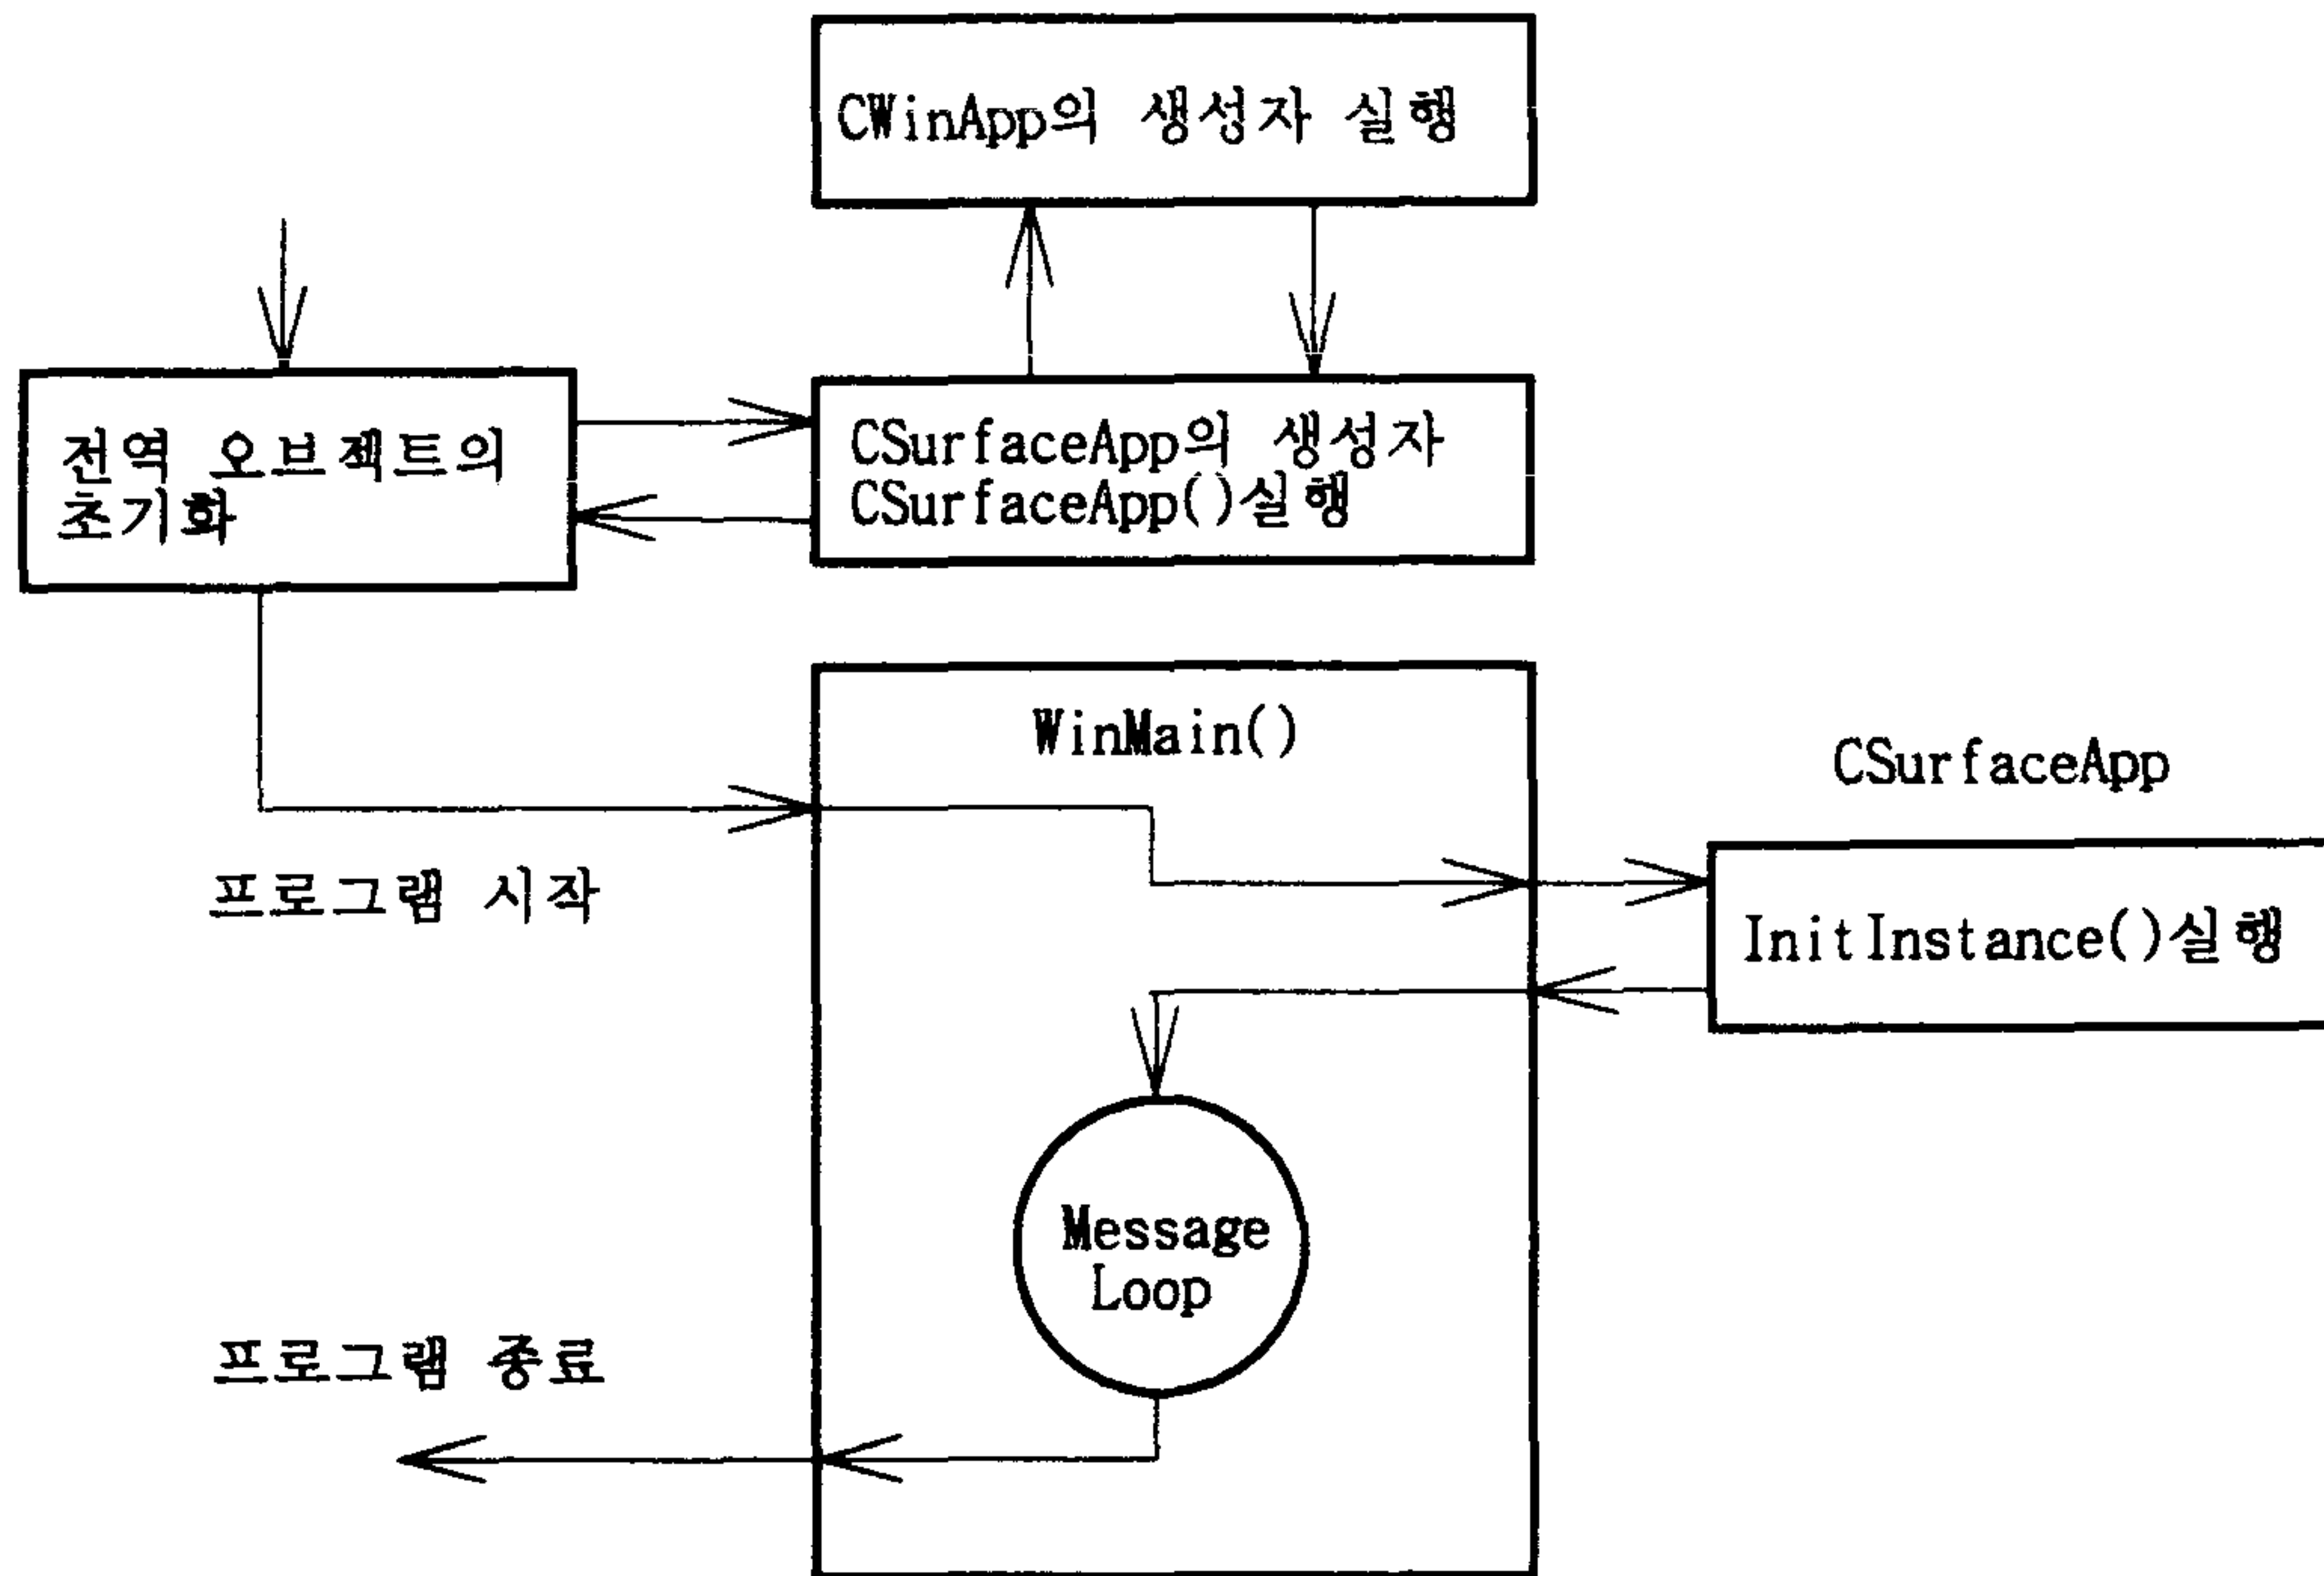 CWinApp의 생성자 실행
전역 오브젝트의
초기화
CSurfaceApp의 생성자
CSurfaceApp()실행
WinMain()
CSurfaceApp
프로그램 시작
InitInstance()실행
Message
Loop
프로그램 종료